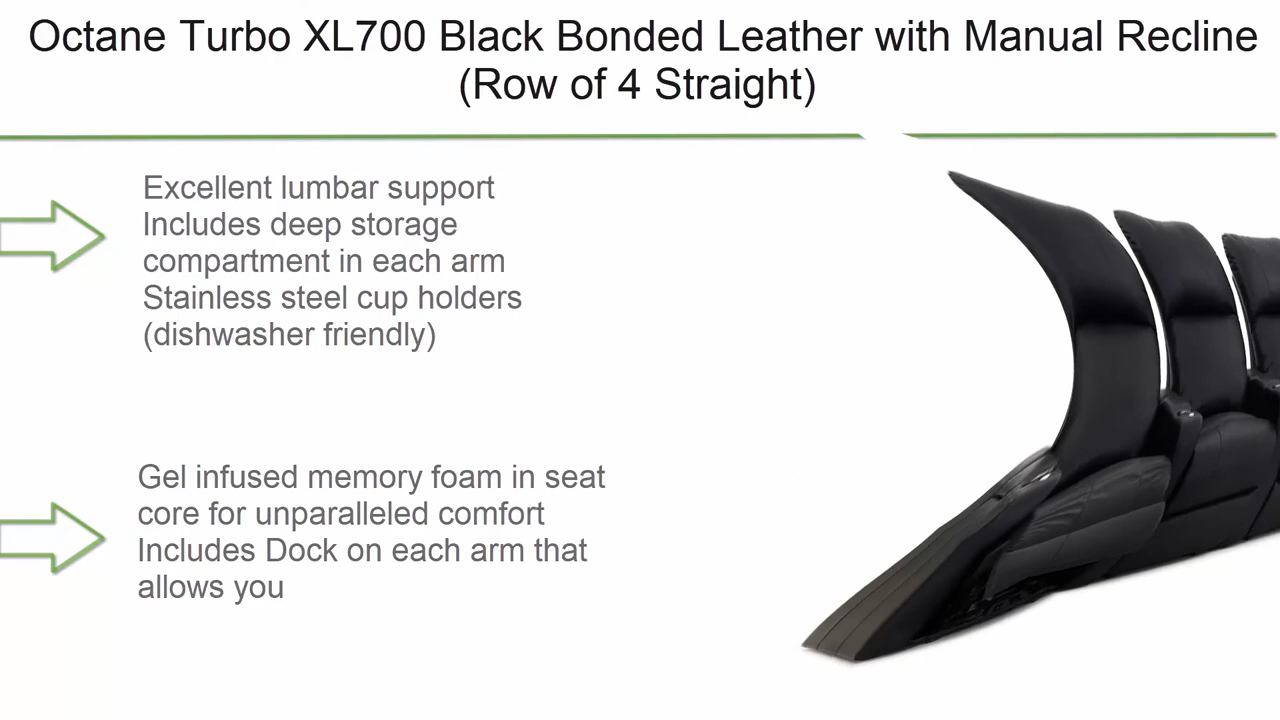 Octane Turbo XL700 Black Bonded Leather with Manual Recline
(Row of 4 Straight)
Excellent lumbar support
Includes deep storage
compartment in each arm
Stainless steel cup holders
(dishwasher friendly)
Gel infused memory foam in seat
core for unparalleled comfort
Includes Dock on each arm that
allows you